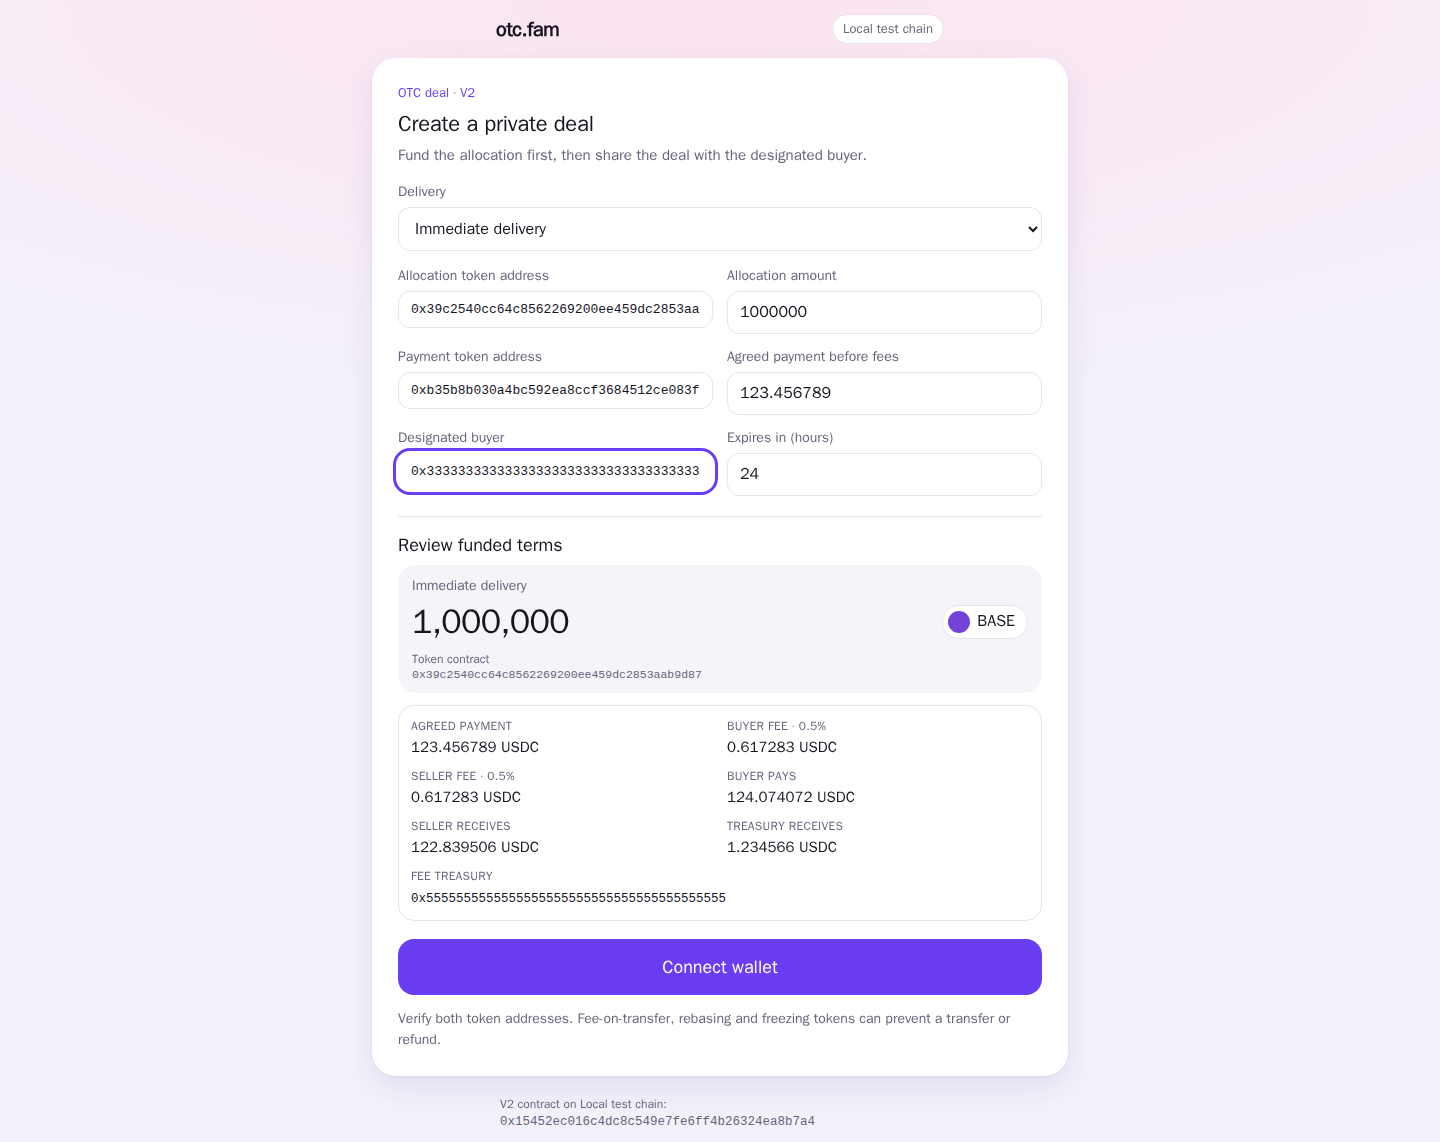 otc.fam
Local test chain
OTC deal · V2
Create a private deal
Fund the allocation first, then share the deal with the designated buyer.
Delivery
Immediate delivery
Allocation token address
Allocation amount
0x39c2540cc64c8562269200ee459dc2853aa
1000000
Payment token address
Agreed payment before fees
0xb35b8b030a4bc592ea8ccf3684512ce083f
123.456789
Designated buyer
Expires in (hours)
0x33333333333333333333333333333333333
24
Review funded terms
Immediate delivery
1,000,000
BASE
Token contract
0x39c2540cc64c8562269200ee459dc2853aab9d87
AGREED PAYMENT
BUYER FEE · 0.5%
123.456789 USDC
0.617283 USDC
SELLER FEE · 0.5%
BUYER PAYS
0.617283 USDC
124.074072 USDC
SELLER RECEIVES
TREASURY RECEIVES
122.839506 USDC
1.234566 USDC
FEE TREASURY
0x5555555555555555555555555555555555555555
Connect wallet
Verify both token addresses. Fee-on-transfer, rebasing and freezing tokens can prevent a transfer or
refund.
V2 contract on Local test chain:
0x15452ec016c4dc8c549e7fe6ff4b26324ea8b7a4